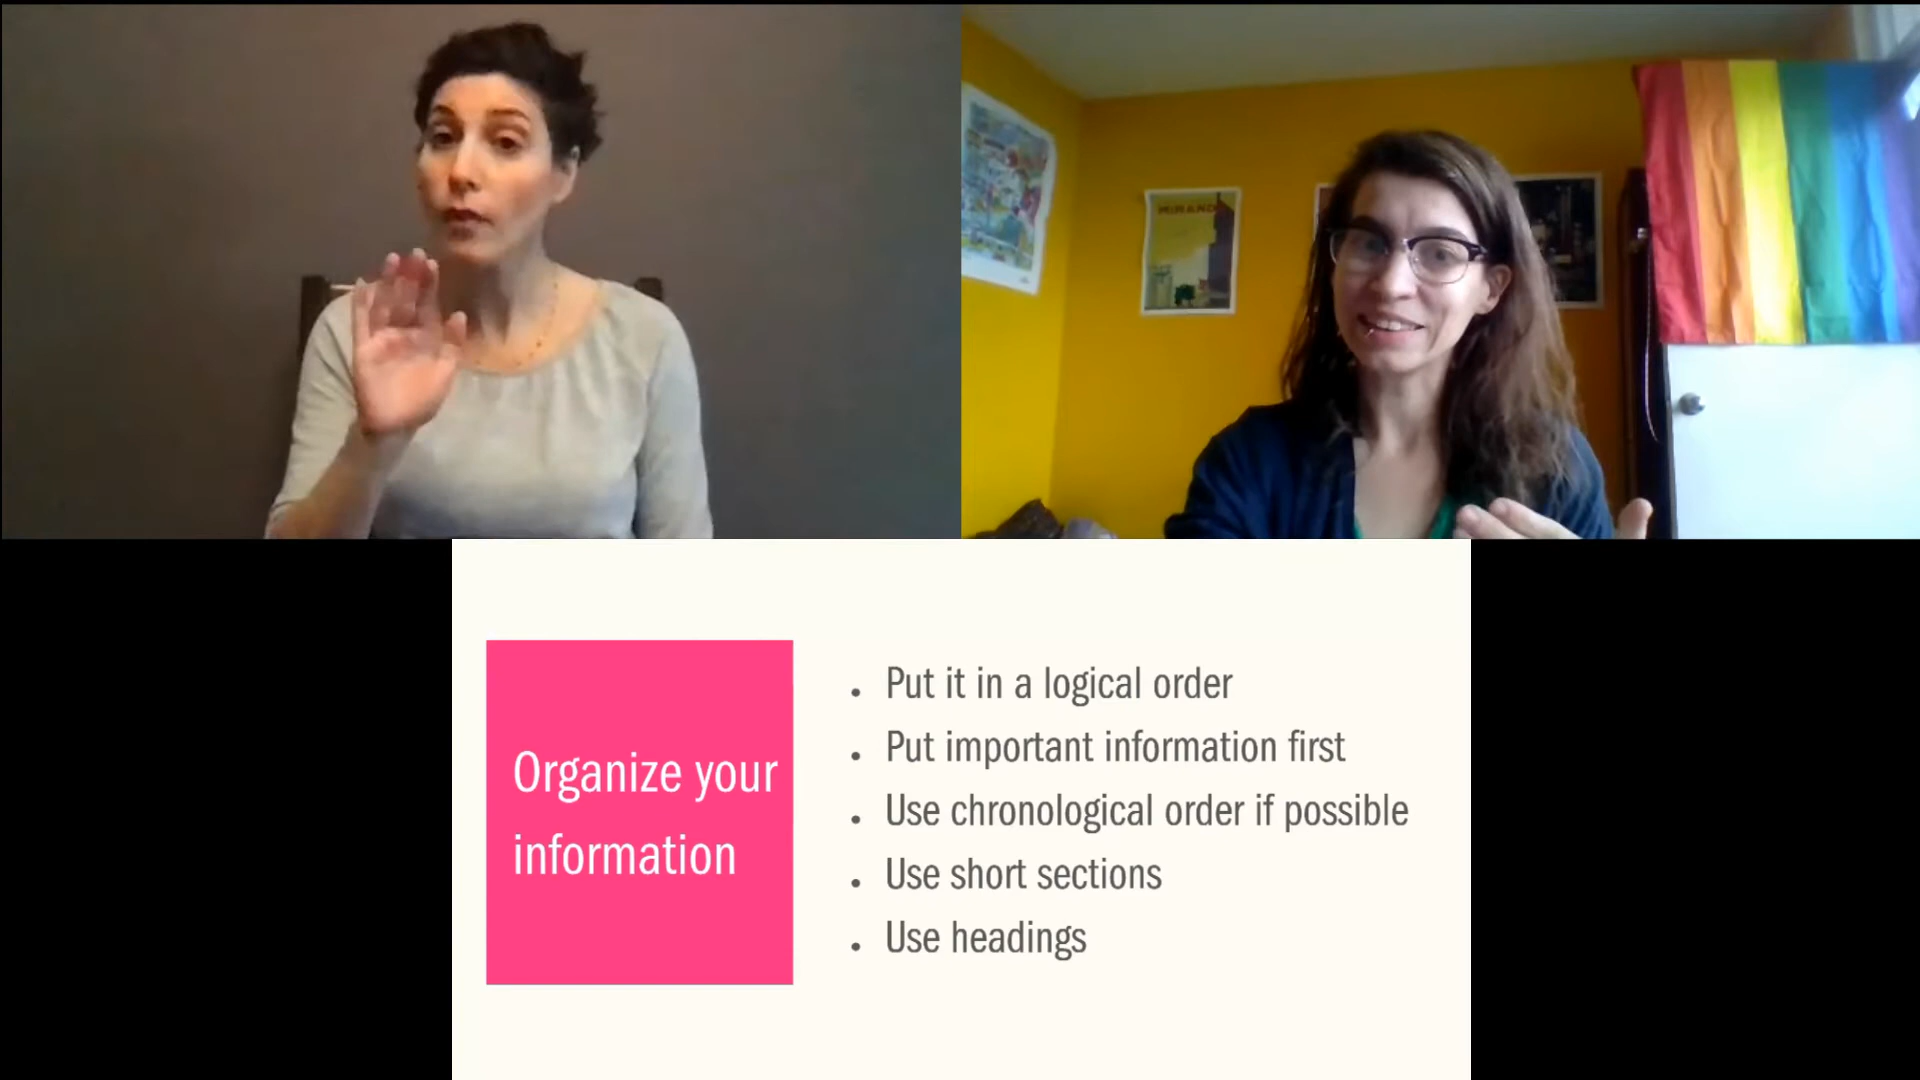 Organize your
information
Put it in a logical order
Put important information first
Use chronological order if possible
Use short sections
Use headings